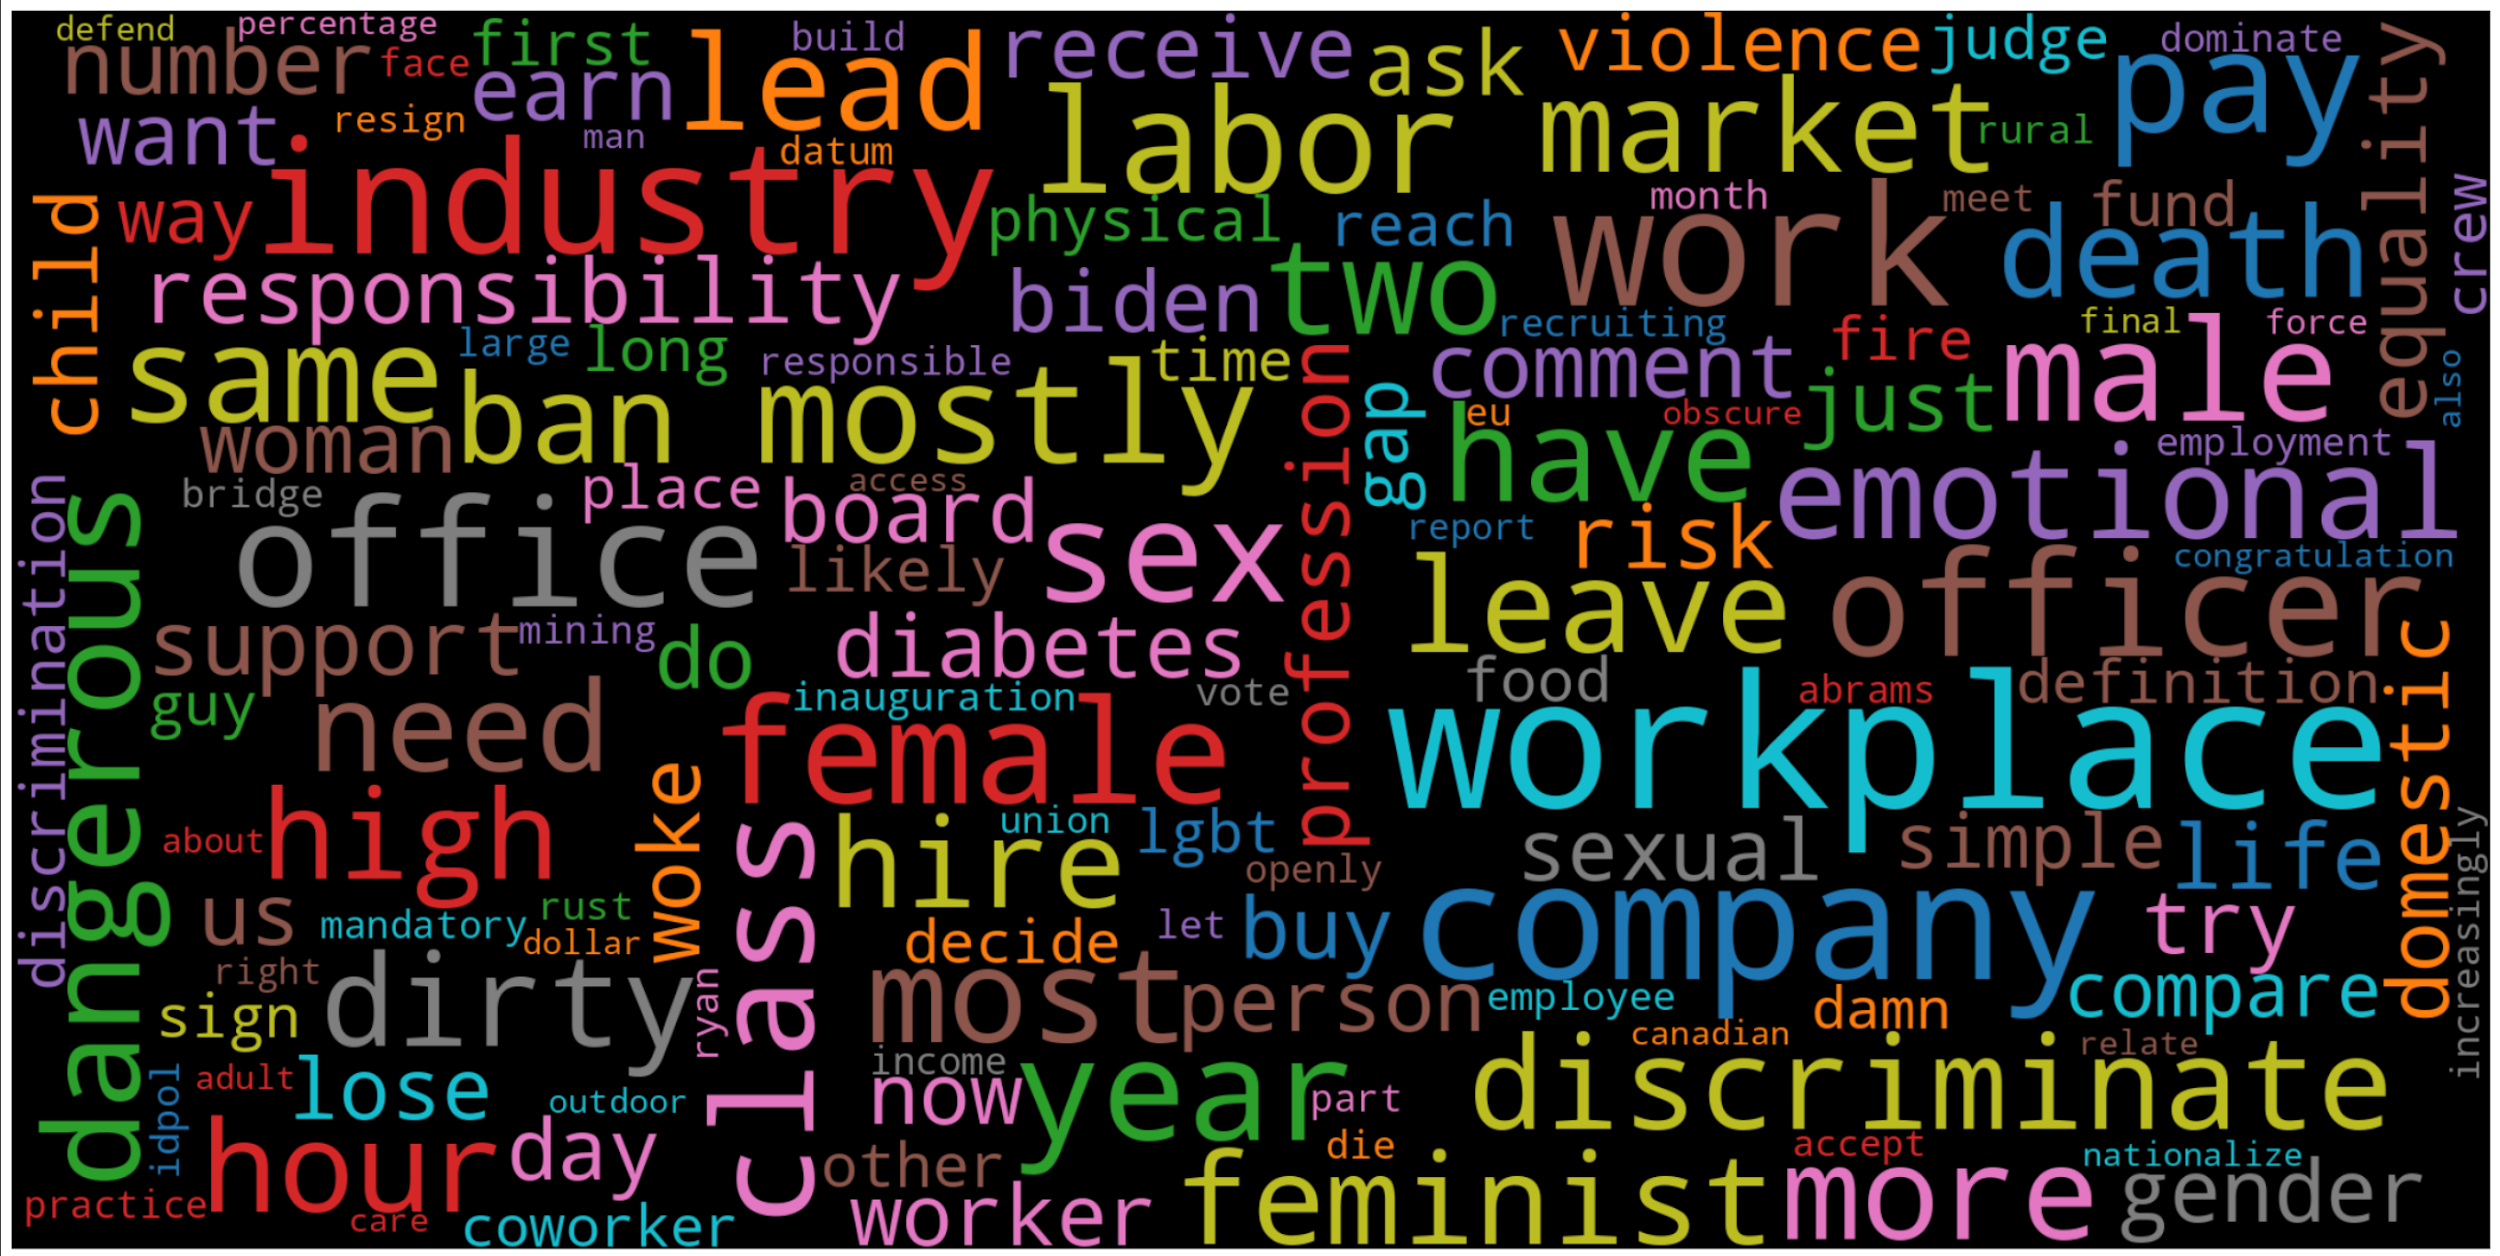 defend percentage first build receive ask violence judge dominate
number face earn lead labor market pay equality
want resign man datum rural
child way industry physical reach month work meet fund death crew
responsibility biden two recruiting fire final force
same large long responsible mostly time comment just male also
woman ban profession gap eu have obscure employment
discrimination dangerous bridge office place access board sex report risk emotional
likely leave officer congratulation
support mining do diabetes food abrams definition domestic
guy need inauguration vote female workplace
about high woke class hire union lgbt openly sexual simple life increasingly
us mandatory rust dollar decide let buy company try
right dirty ryan most person employee damn compare
sign canadian relate
idpol adult lose outdoor income now year part discriminate
hour day other die accept nationalize
practice care coworker worker feminist more gender